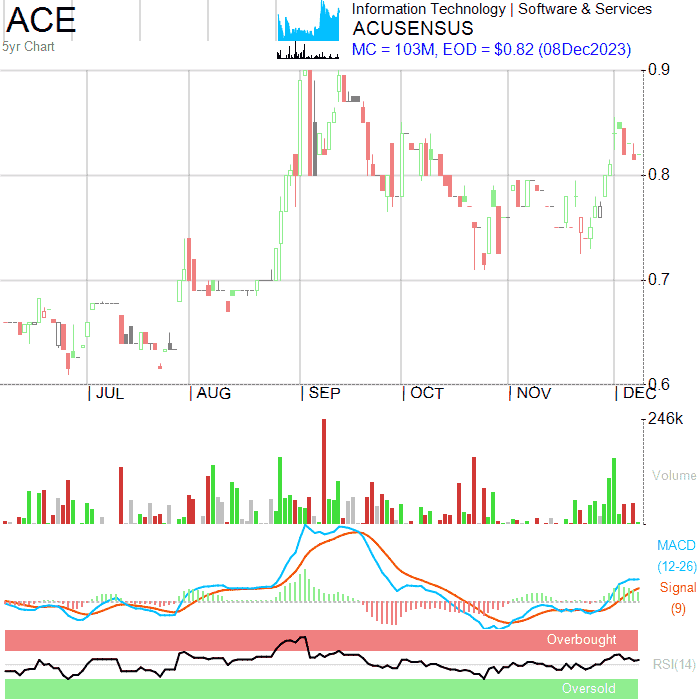 ACE
5yr Chart
Information Technology | Software & Services
ACUSENSUS
MC = 103M, EOD = $0.82 (08Dec2023)
0.9
0.8
0.7
0.6
JUL
AUG
SEP
OCT
NOV
DEC
246k
Volume
MACD
(12-26)
Signal
(9)
Overbought
RSI(14)
Oversold